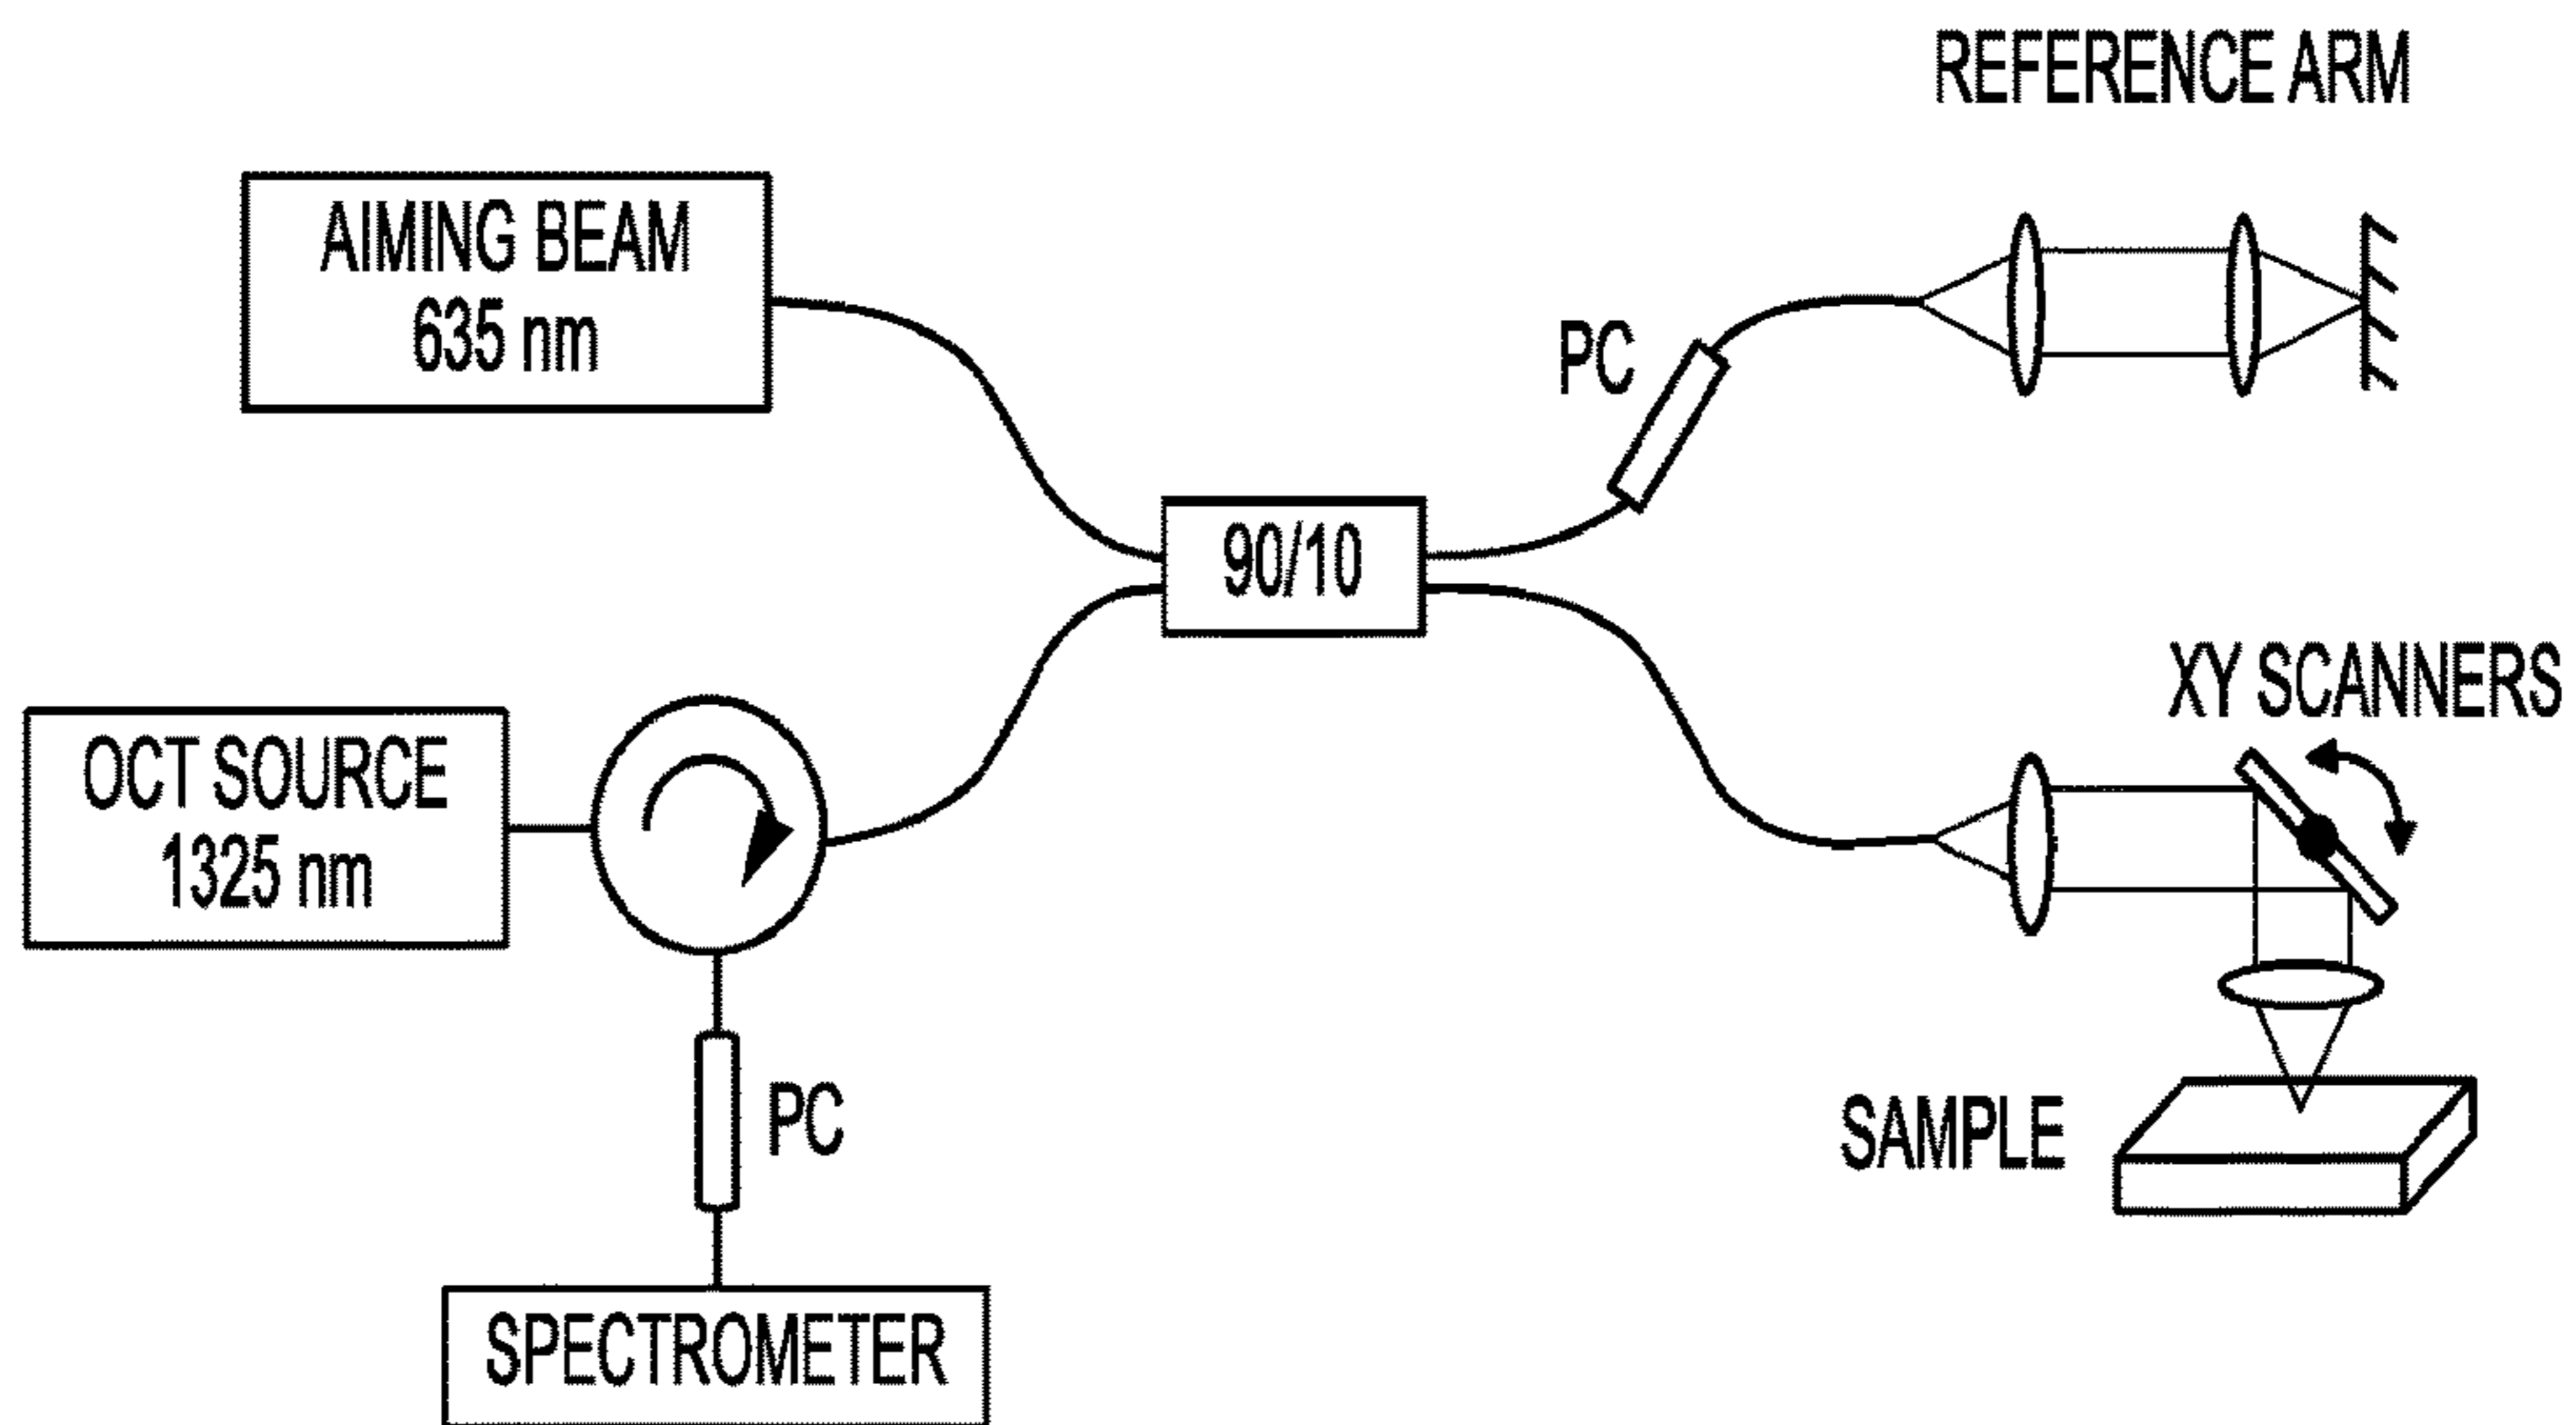 REFERENCE ARM
AIMING BEAM
635 nm
PC
90/10
XY SCANNERS
OCT SOURCE
1325 nm
PC
SAMPLE
SPECTROMETER